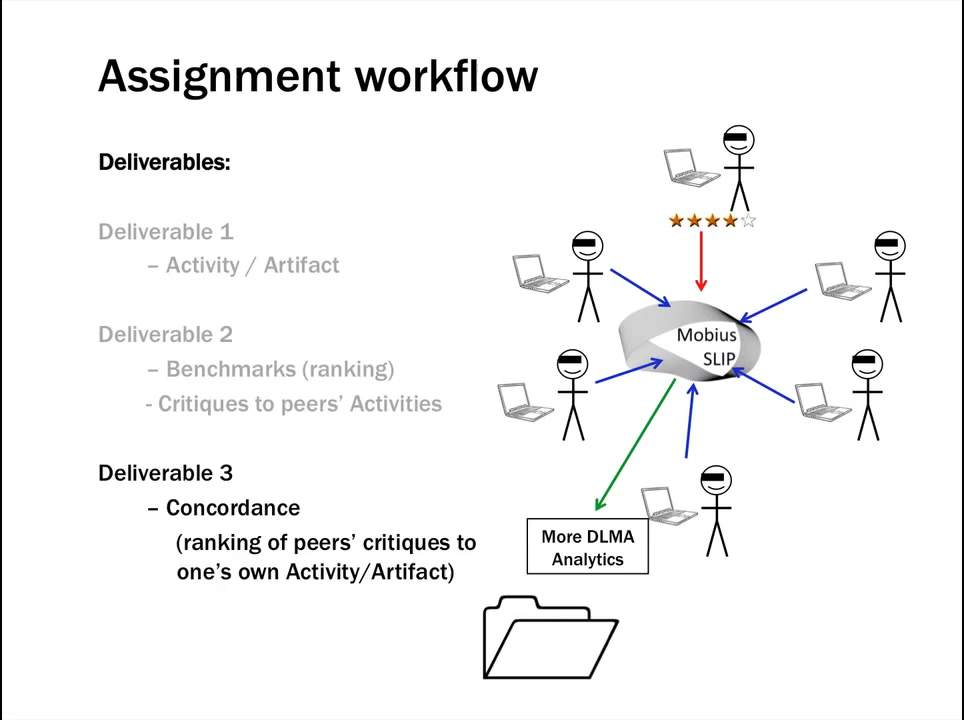 Assignment workflow
Deliverables:
Deliverable 1
– Activity / Artifact
Deliverable 2
– Benchmarks (ranking)
- Critiques to peers’ Activities
Deliverable 3
– Concordance
(ranking of peers’ critiques to
one’s own Activity/Artifact)
Mobius
SLIP
More DLMA
Analytics